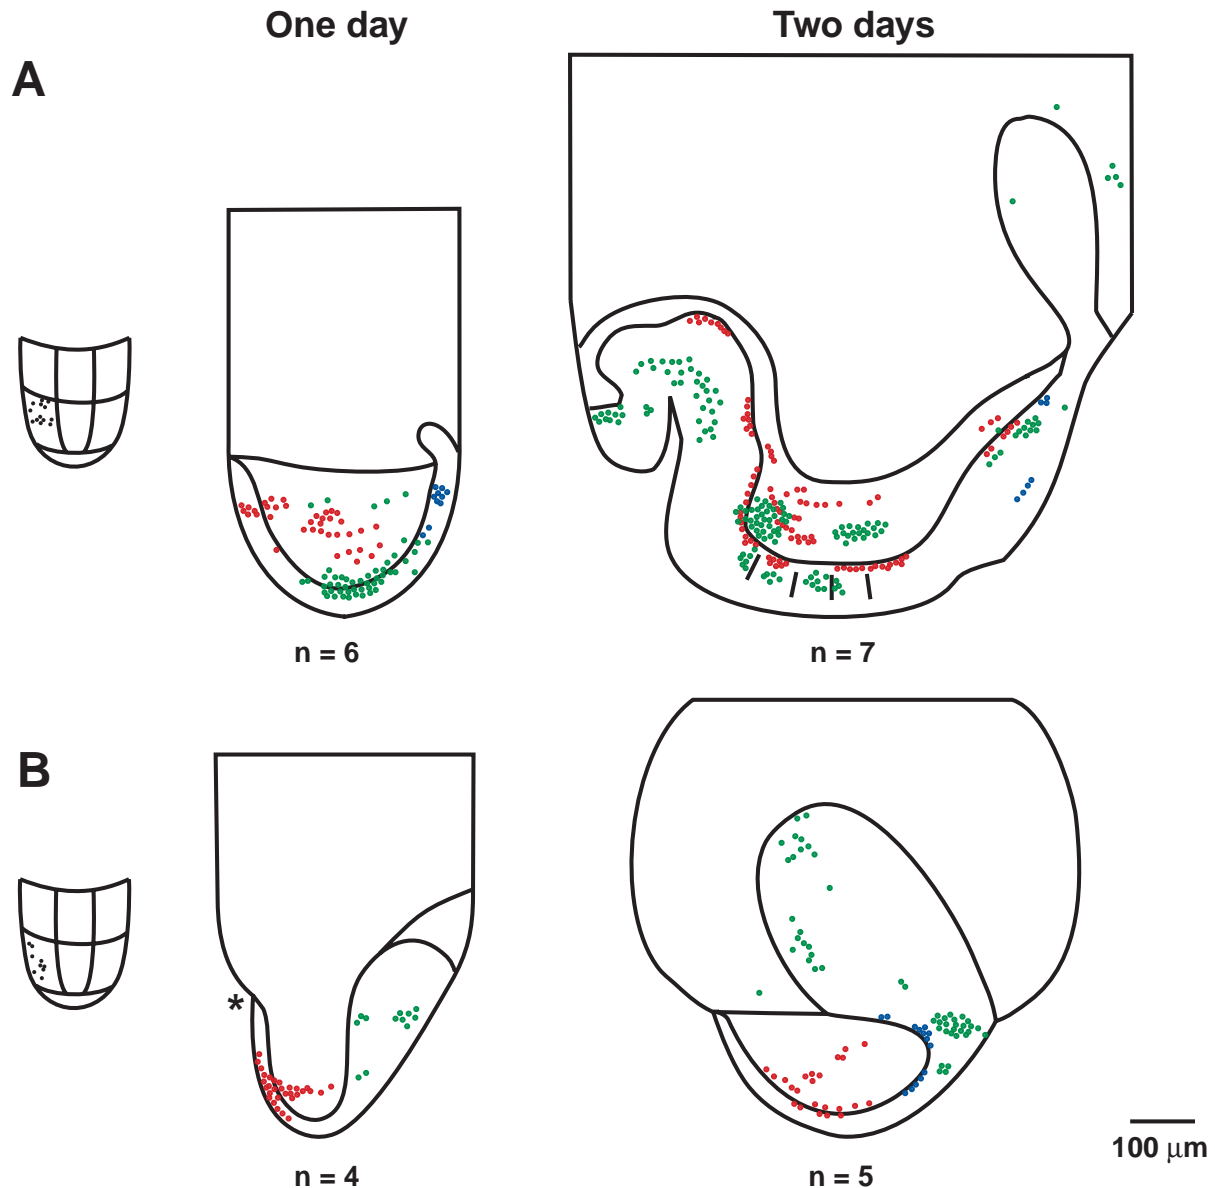 One day
Two days
A
n = 6
n = 7
B
*
n = 4
n = 5
100 μm